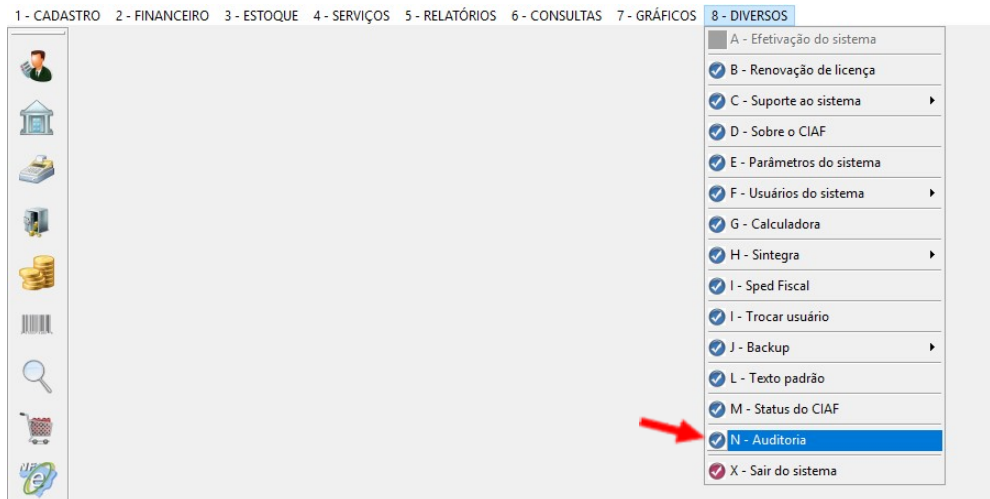 1 - CADASTRO 2 - FINANCEIRO 3 - ESTOQUE 4 - SERVIÇOS 5 - RELATÓRIOS 6 - CONSULTAS 7 - GRÁFICOS 8 - DIVERSOS
A - Efetivação do sistema
B - Renovação de licença
C - Suporte ao sistema
D - Sobre o CIAF
E - Parâmetros do sistema
F - Usuários do sistema
G - Calculadora
H - Sintegra
I - Sped Fiscal
I - Trocar usuário
J - Backup
L - Texto padrão
M - Status do CIAF
N - Auditoria
X - Sair do sistema
NF
e